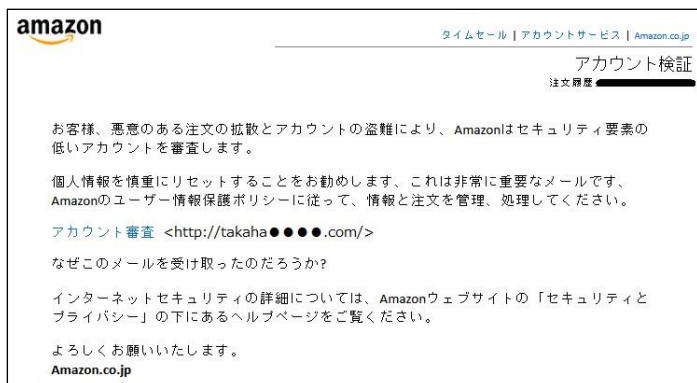 amazon
タイムセール | アカウントサービス | Amazon.co.jp
アカウント検証
注文履歴
お客様、悪意のある注文の拡散とアカウントの盗難により、Amazonはセキュリティ要素の
低いアカウントを審査します。
個人情報を慎重にリセットすることをお勧めします、これは非常に重要なメールです、
Amazonのユーザー情報保護ポリシーに従って、情報と注文を管理、処理してください。
アカウント審査 <http://takaha●●●●.com/>
なぜこのメールを受け取ったのだろうか?
インターネットセキュリティの詳細については、Amazonウェブサイトの「セキュリティと
プライバシー」の下にあるヘルプページをご覧ください。
よろしくお願いいたします。
Amazon.co.jp